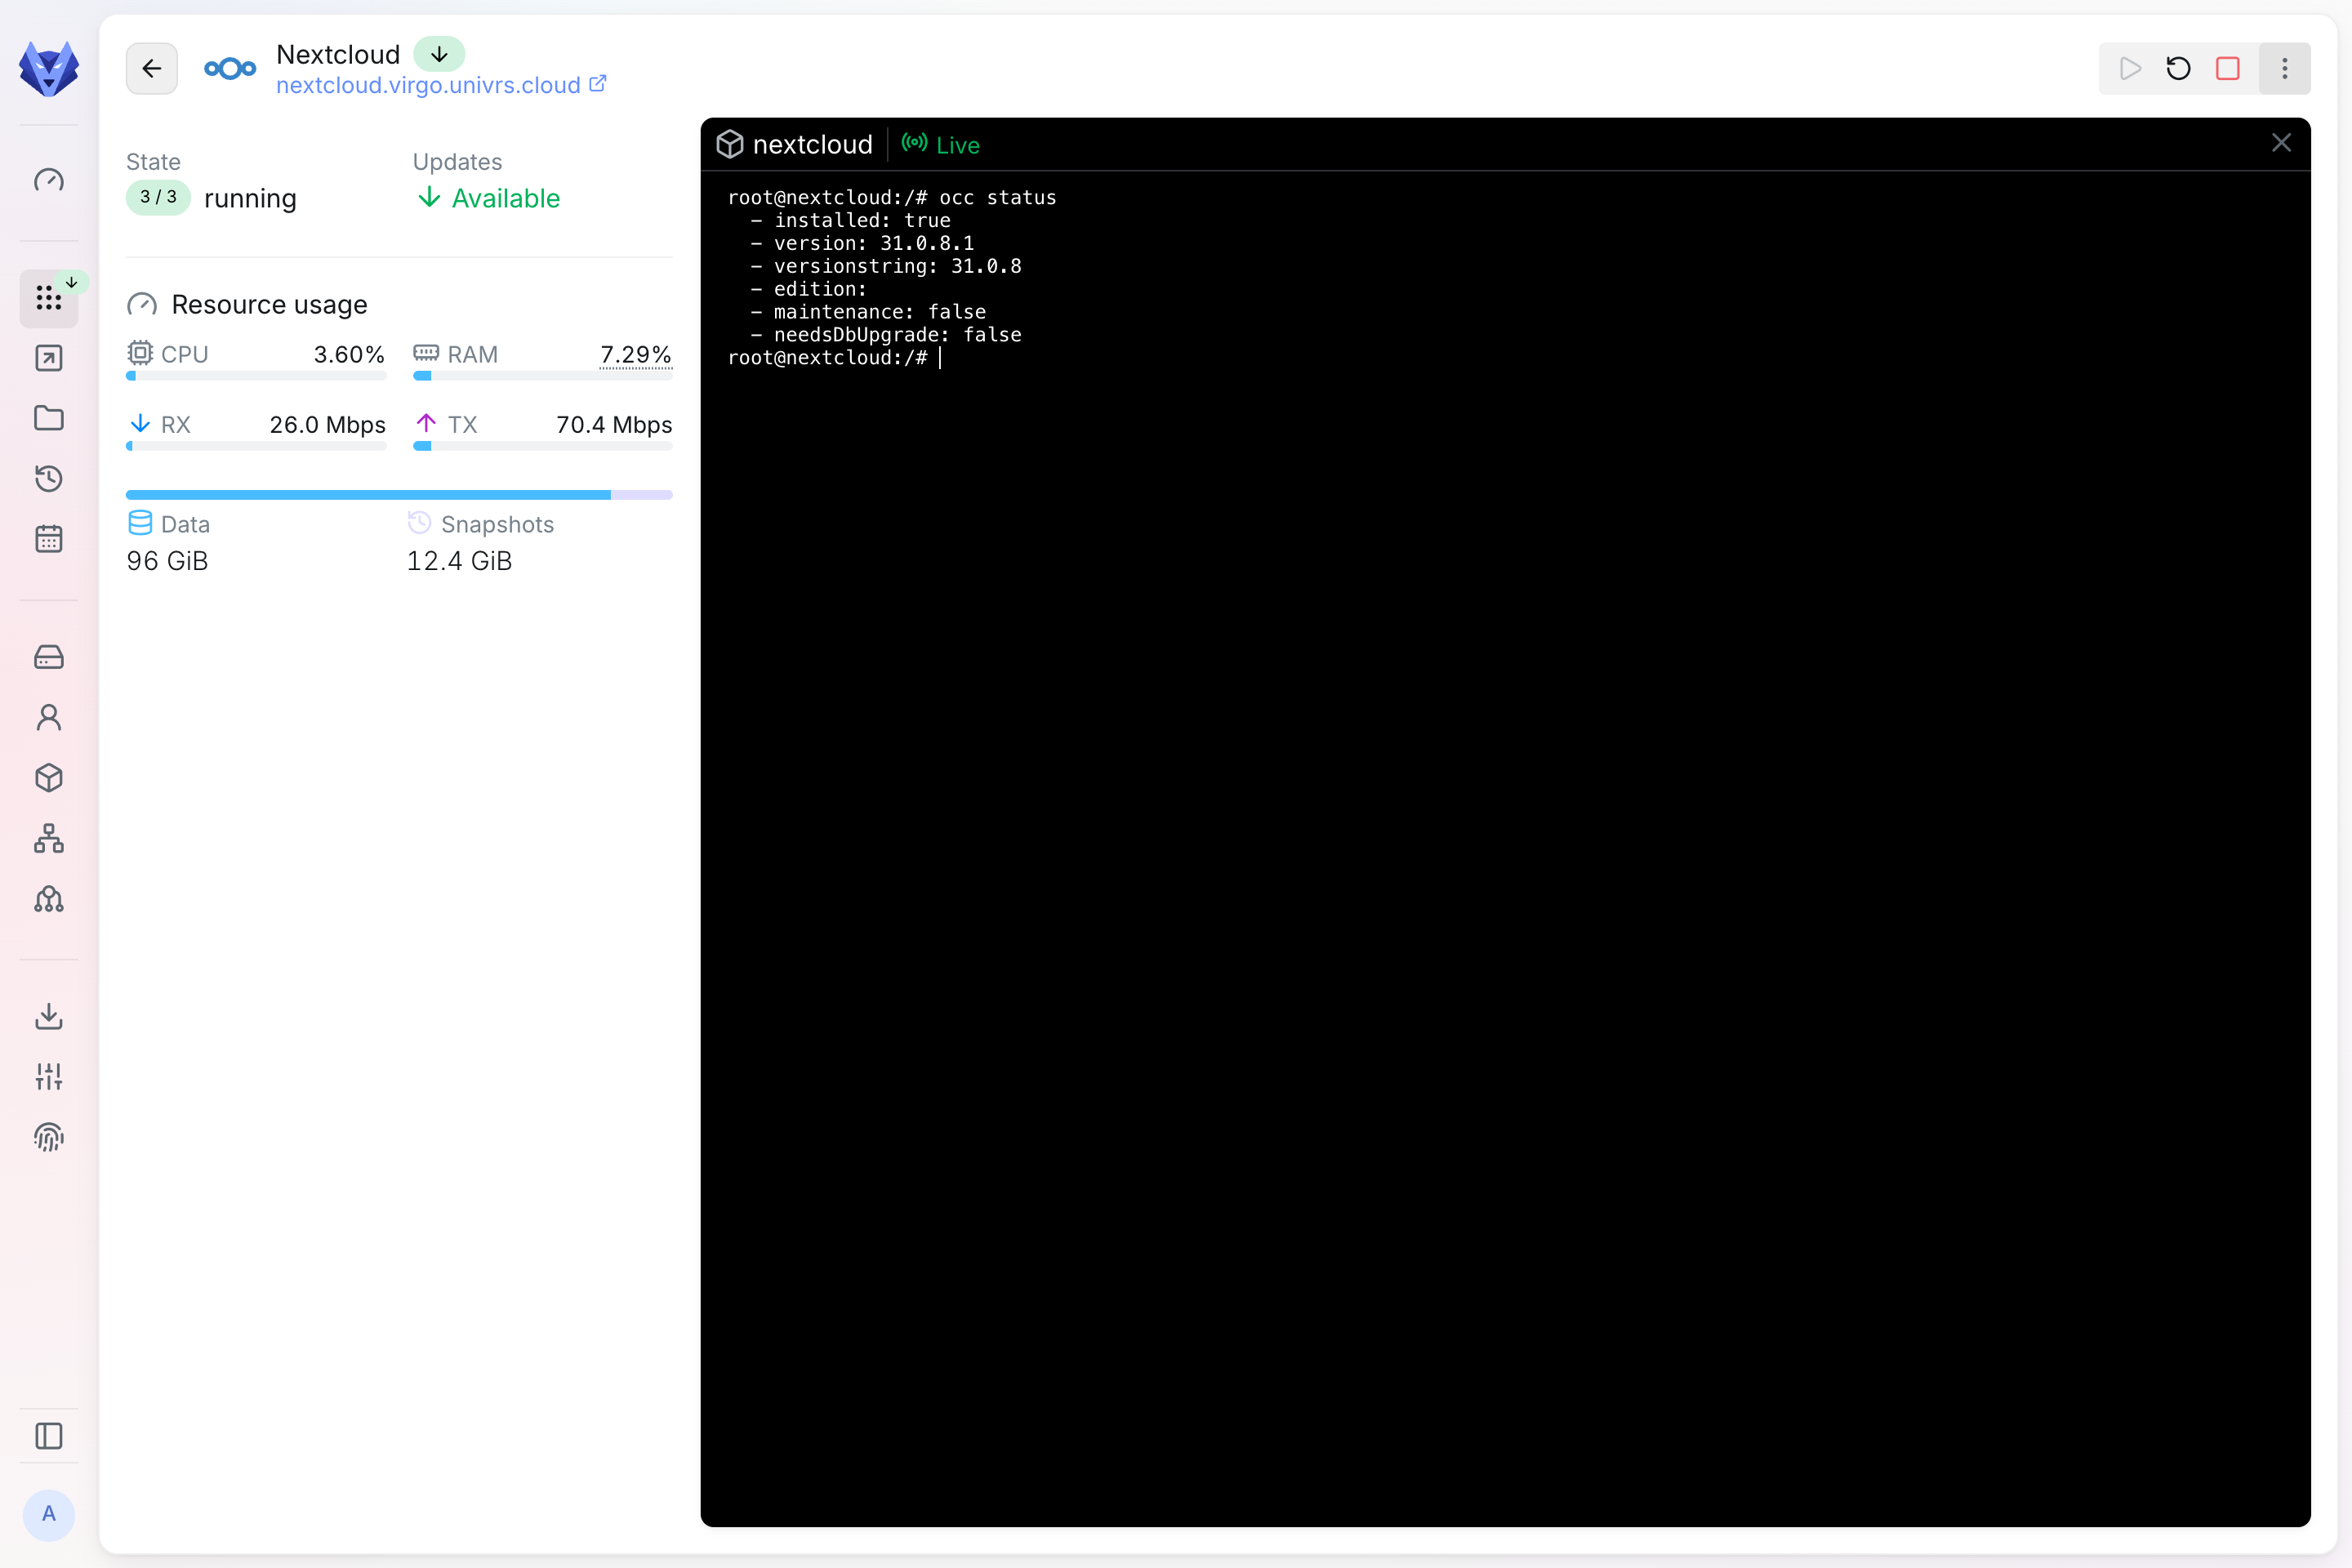 Nextcloud
nextcloud.virgo.univrs.cloud
State
Updates
3 / 3 running
Available
Resource usage
CPU 3.60%
RAM 7.29%
RX 26.0 Mbps
TX 70.4 Mbps
Data
Snapshots
96 GiB
12.4 GiB
A
nextcloud Live
root@nextcloud:/# occ status
  - installed: true
  - version: 31.0.8.1
  - versionstring: 31.0.8
  - edition:
  - maintenance: false
  - needsDbUpgrade: false
root@nextcloud:/#